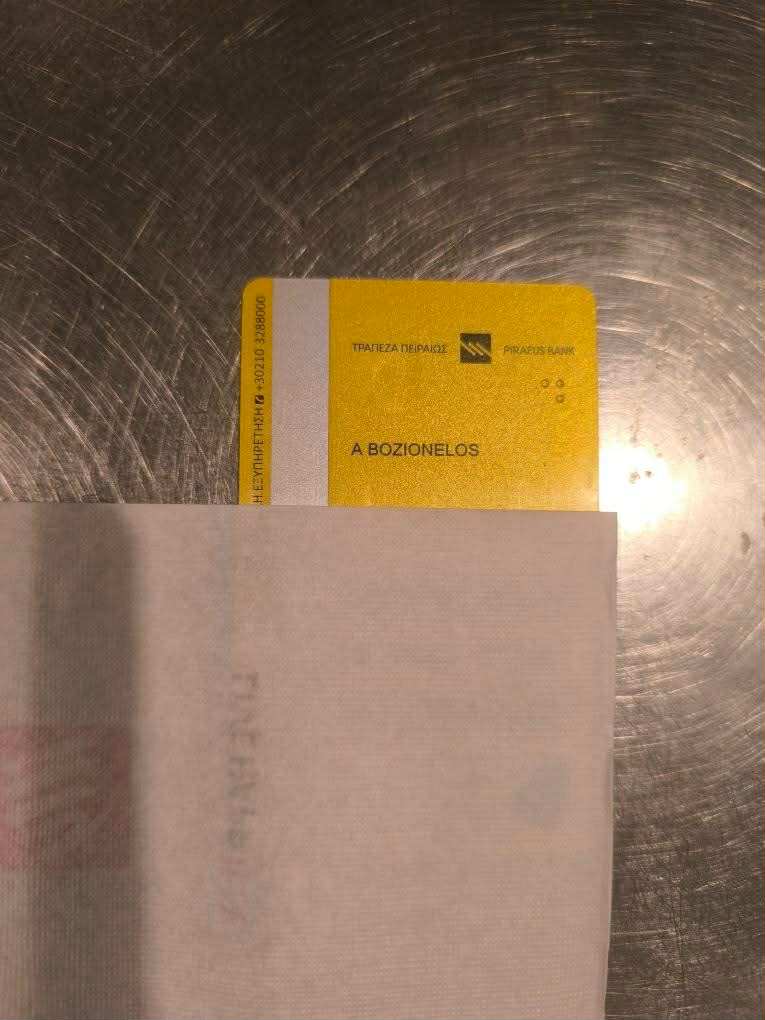 ΤΡΑΠΕΖΑ ΠΕΙΡΑΙΩΣ PIRAEUS BANK
A BOZIONELOS
ΕΞΥΠΗΡΕΤΗΣΗ +30210 3288000